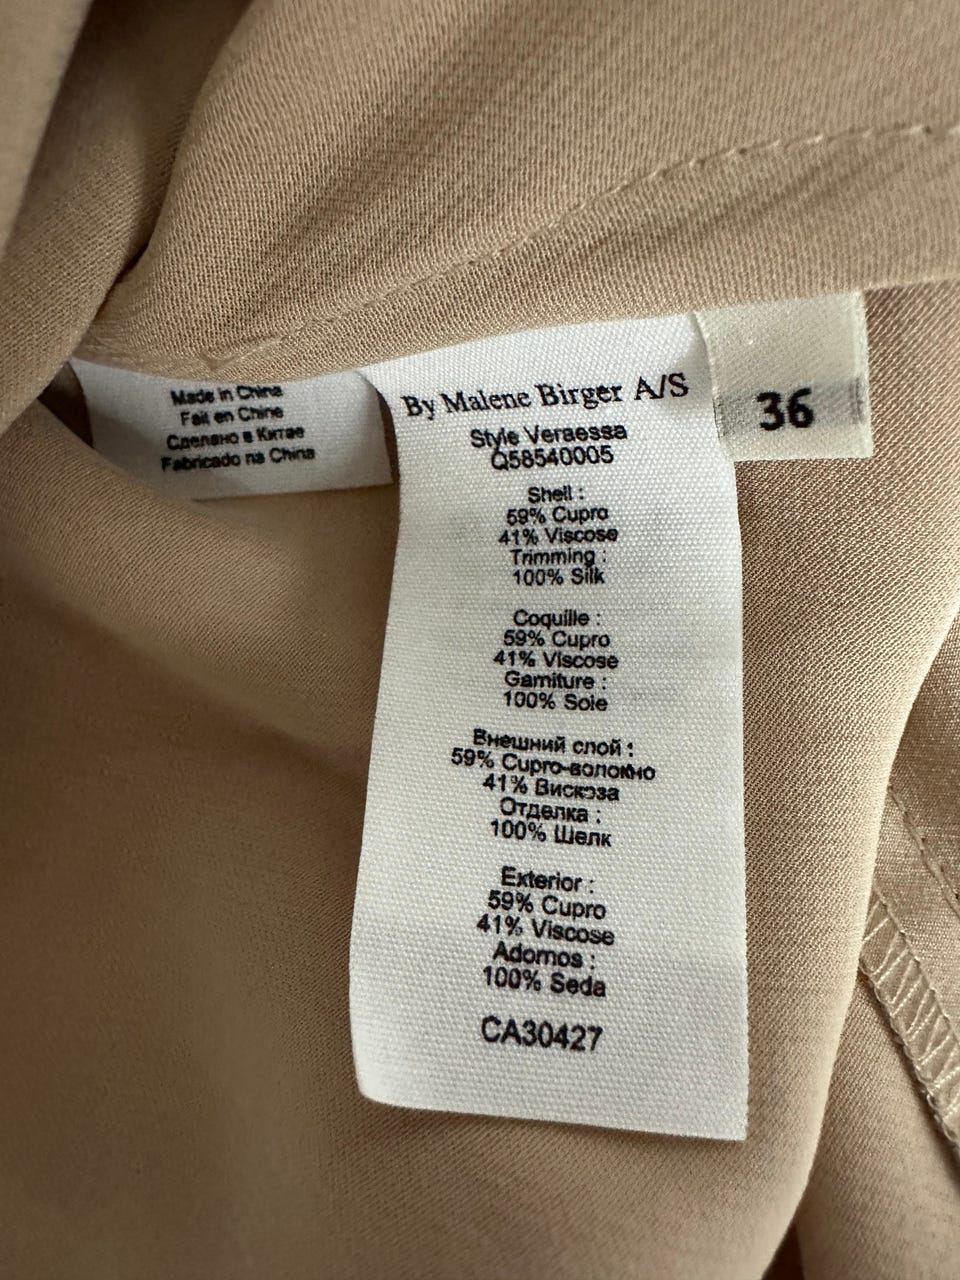 Made in China
Fait en Chine
Сделано в Китае
Fabricado na China
By Malene Birger A/S
Style Veraessa
Q58540005
Shell :
59% Cupro
41% Viscose
Trimming :
100% Silk
Coquille :
59% Cupro
41% Viscose
Garniture :
100% Soie
Внешний слой :
59% Cupro-волокно
41% Вискоза
Отделка :
100% Шелк
Exterior :
59% Cupro
41% Viscose
Adornos :
100% Seda
CA30427
36